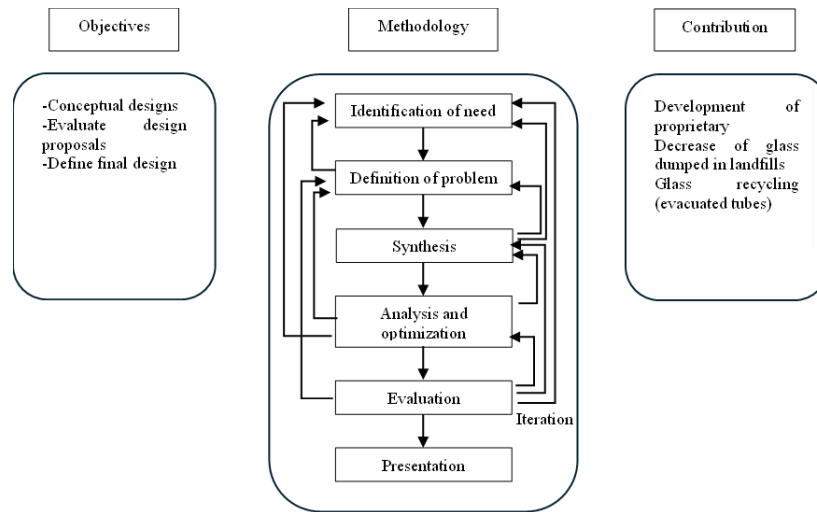 Objectives
Methodology
Contribution
-Conceptual designs
-Evaluate design
proposals
-Define final design
Identification of need
Definition of problem
Synthesis
Analysis and
optimization
Evaluation
Iteration
Presentation
Development of
proprietary
Decrease of glass
dumped in landfills
Glass recycling
(evacuated tubes)